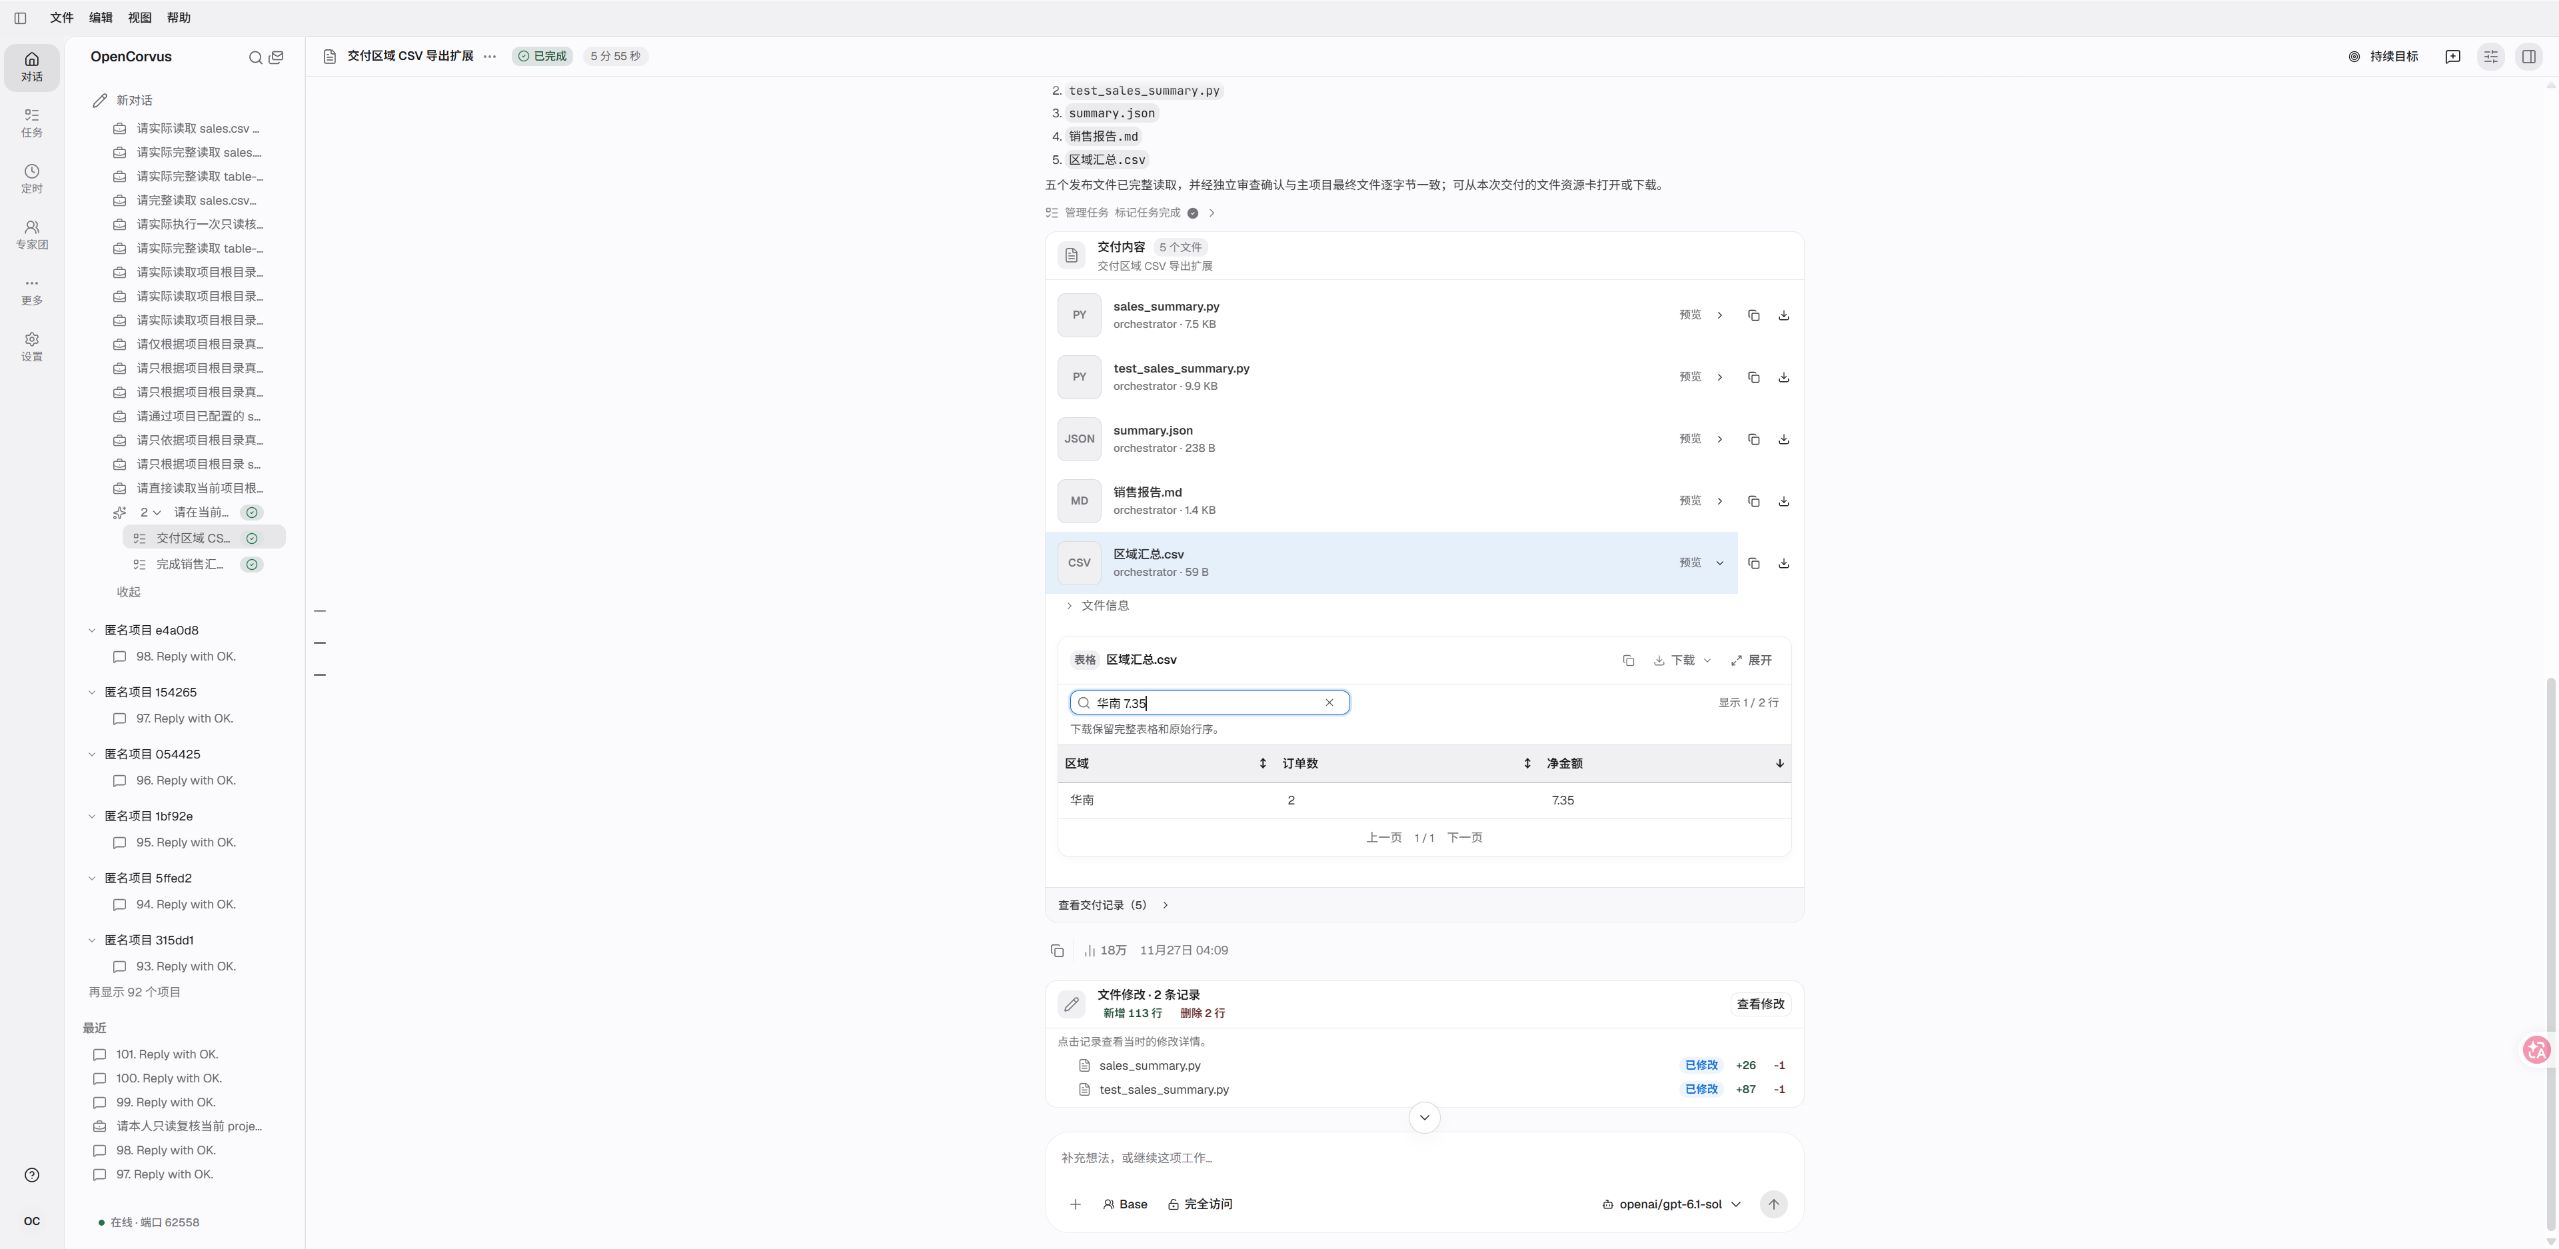 文件 编辑 视图 帮助
对话
任务
定时
专家团
更多
设置
OC
OpenCorvus
新对话
请实际读取 sales.csv ...
请实际完整读取 sales....
请实际完整读取 table-...
请完整读取 sales.csv...
请实际执行一次只读核...
请实际完整读取 table-...
请实际读取项目根目录...
请实际读取项目根目录...
请实际读取项目根目录...
请仅根据项目根目录真...
请只根据项目根目录真...
请只根据项目根目录真...
请通过项目已配置的 s...
请只依据项目根目录真...
请只根据项目根目录 s...
请直接读取当前项目根...
2 请在当前...
交付区域 CS...
完成销售汇...
收起
匿名项目 e4a0d8
98. Reply with OK.
匿名项目 154265
97. Reply with OK.
匿名项目 054425
96. Reply with OK.
匿名项目 1bf92e
95. Reply with OK.
匿名项目 5ffed2
94. Reply with OK.
匿名项目 315dd1
93. Reply with OK.
再显示 92 个项目
最近
101. Reply with OK.
100. Reply with OK.
99. Reply with OK.
请本人只读复核当前 proje...
98. Reply with OK.
97. Reply with OK.
在线 · 端口 62558
交付区域 CSV 导出扩展 ··· 已完成 5 分 55 秒
持续目标
2. test_sales_summary.py
3. summary.json
4. 销售报告.md
5. 区域汇总.csv
五个发布文件已完整读取，并经独立审查确认与主项目最终文件逐字节一致；可从本次交付的文件资源卡打开或下载。
管理任务 标记任务完成
交付内容 5 个文件
交付区域 CSV 导出扩展
PY sales_summary.py 预览
orchestrator · 7.5 KB
PY test_sales_summary.py 预览
orchestrator · 9.9 KB
JSON summary.json 预览
orchestrator · 238 B
MD 销售报告.md 预览
orchestrator · 1.4 KB
CSV 区域汇总.csv 预览
orchestrator · 59 B
文件信息
表格 区域汇总.csv 下载 展开
华南 7.35 显示 1 / 2 行
下载保留完整表格和原始行序。
区域 订单数 净金额
华南 2 7.35
上一页 1 / 1 下一页
查看交付记录（5）
18万 11月27日 04:09
文件修改 · 2 条记录 查看修改
新增 113 行 删除 2 行
点击记录查看当时的修改详情。
sales_summary.py 已修改 +26 -1
test_sales_summary.py 已修改 +87 -1
补充想法，或继续这项工作...
Base 完全访问 openai/gpt-6.1-sol